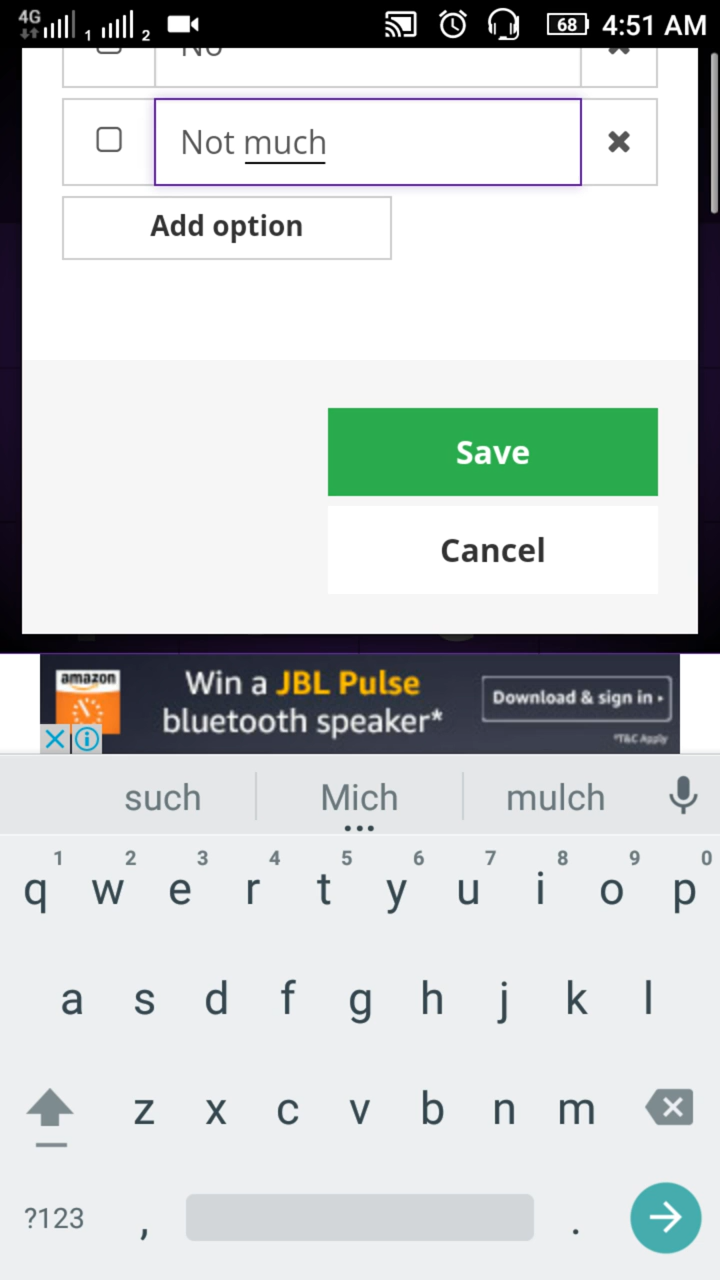 4G 1 2 68 4:51 AM
No
Not much
Add option
Save
Cancel
amazon
Win a JBL Pulse
bluetooth speaker*
Download & sign in
*T&C Apply
such Mich mulch
1 2 3 4 5 6 7 8 9 0
q w e r t y u i o p
a s d f g h j k l
z x c v b n m
?123 , .